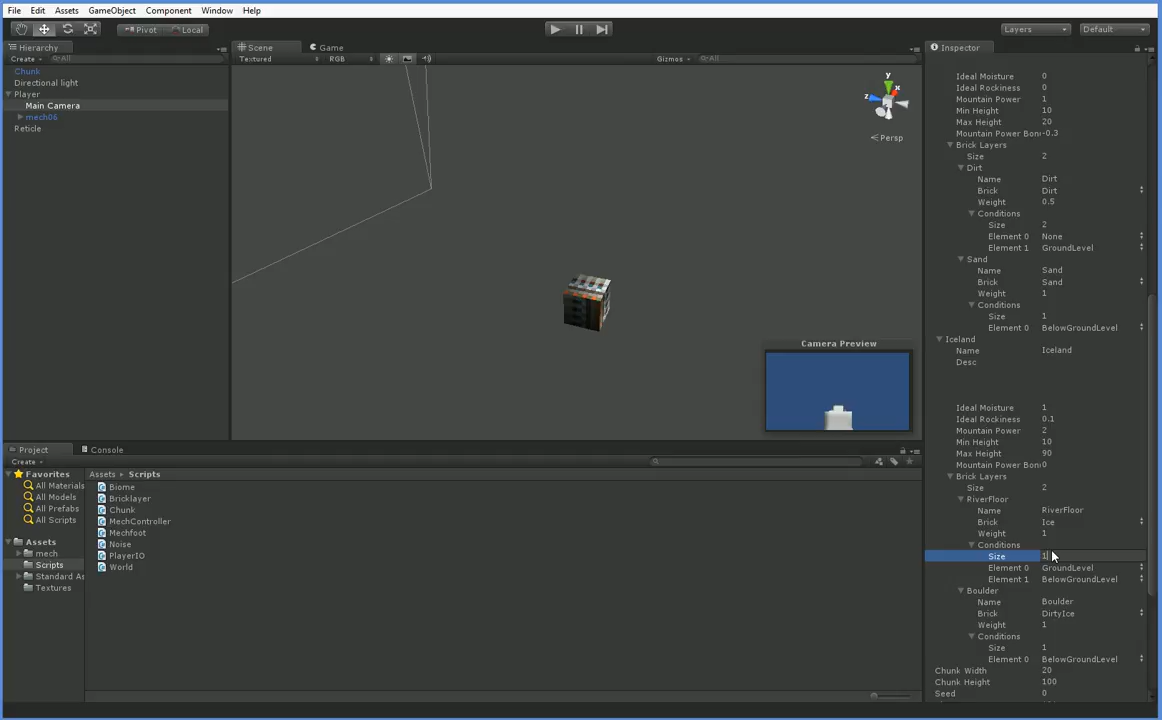 File Edit Assets GameObject Component Window Help
Pivot Local Layers Default
Hierarchy Scene Game Inspector
Create All Textured RGB Gizmos All
Chunk
Directional light
Player
Main Camera
mech06
Reticle
y
x
z
Persp
Camera Preview
Project Console
Create
Favorites
All Materials
All Models
All Prefabs
All Scripts
Assets
mech
Scripts
Standard As
Textures
Assets Scripts
Biome
Bricklayer
Chunk
MechController
Mechfoot
Noise
PlayerIO
World
Ideal Moisture 0
Ideal Rockiness 0
Mountain Power 1
Min Height 10
Max Height 20
Mountain Power Bon -0.3
Brick Layers
Size 2
Dirt
Name Dirt
Brick Dirt
Weight 0.5
Conditions
Size 2
Element 0 None
Element 1 GroundLevel
Sand
Name Sand
Brick Sand
Weight 1
Conditions
Size 1
Element 0 BelowGroundLevel
Iceland
Name Iceland
Desc
Ideal Moisture 1
Ideal Rockiness 0.1
Mountain Power 2
Min Height 10
Max Height 90
Mountain Power Bon 0
Brick Layers
Size 2
RiverFloor
Name RiverFloor
Brick Ice
Weight 1
Conditions
Size 1
Element 0 GroundLevel
Element 1 BelowGroundLevel
Boulder
Name Boulder
Brick DirtyIce
Weight 1
Conditions
Size 1
Element 0 BelowGroundLevel
Chunk Width 20
Chunk Height 100
Seed 0